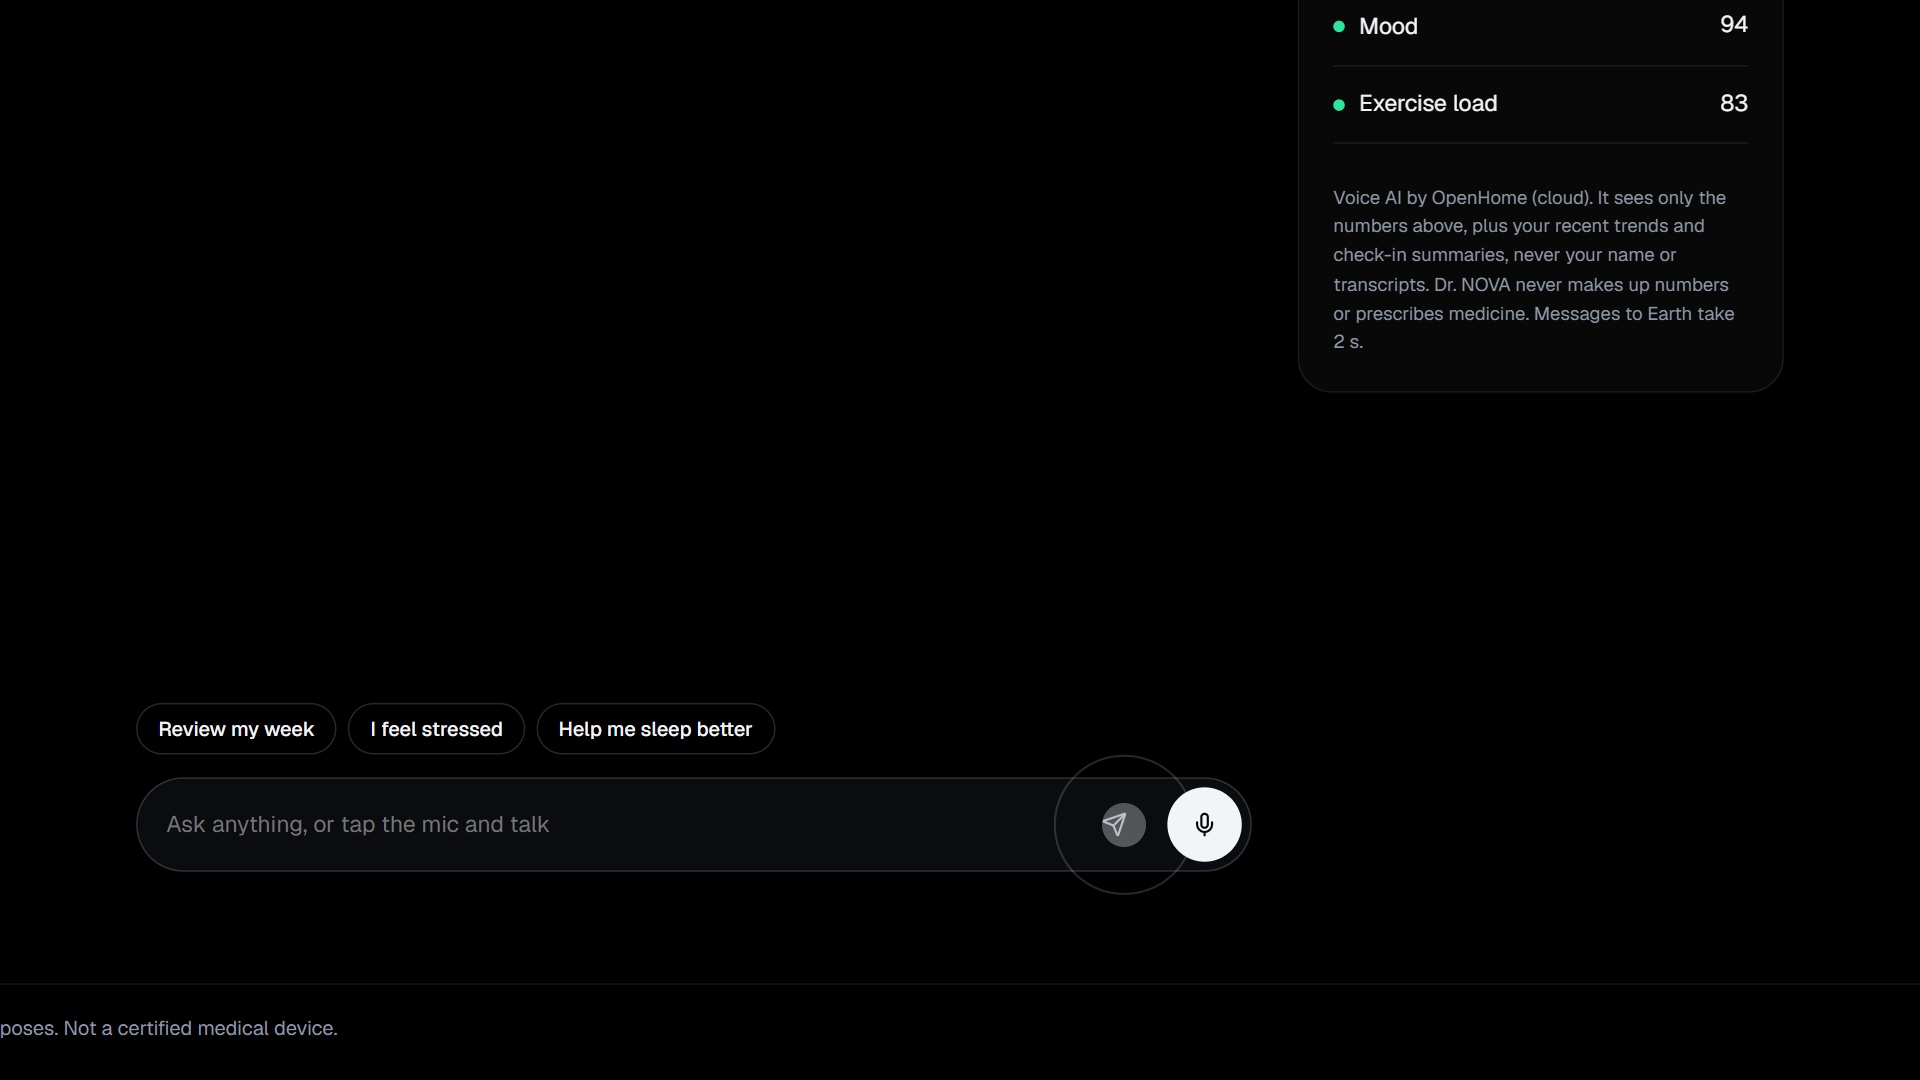 Mood 94
Exercise load 83
Voice AI by OpenHome (cloud). It sees only the
numbers above, plus your recent trends and
check-in summaries, never your name or
transcripts. Dr. NOVA never makes up numbers
or prescribes medicine. Messages to Earth take
2 s.
Review my week
I feel stressed
Help me sleep better
Ask anything, or tap the mic and talk
poses. Not a certified medical device.